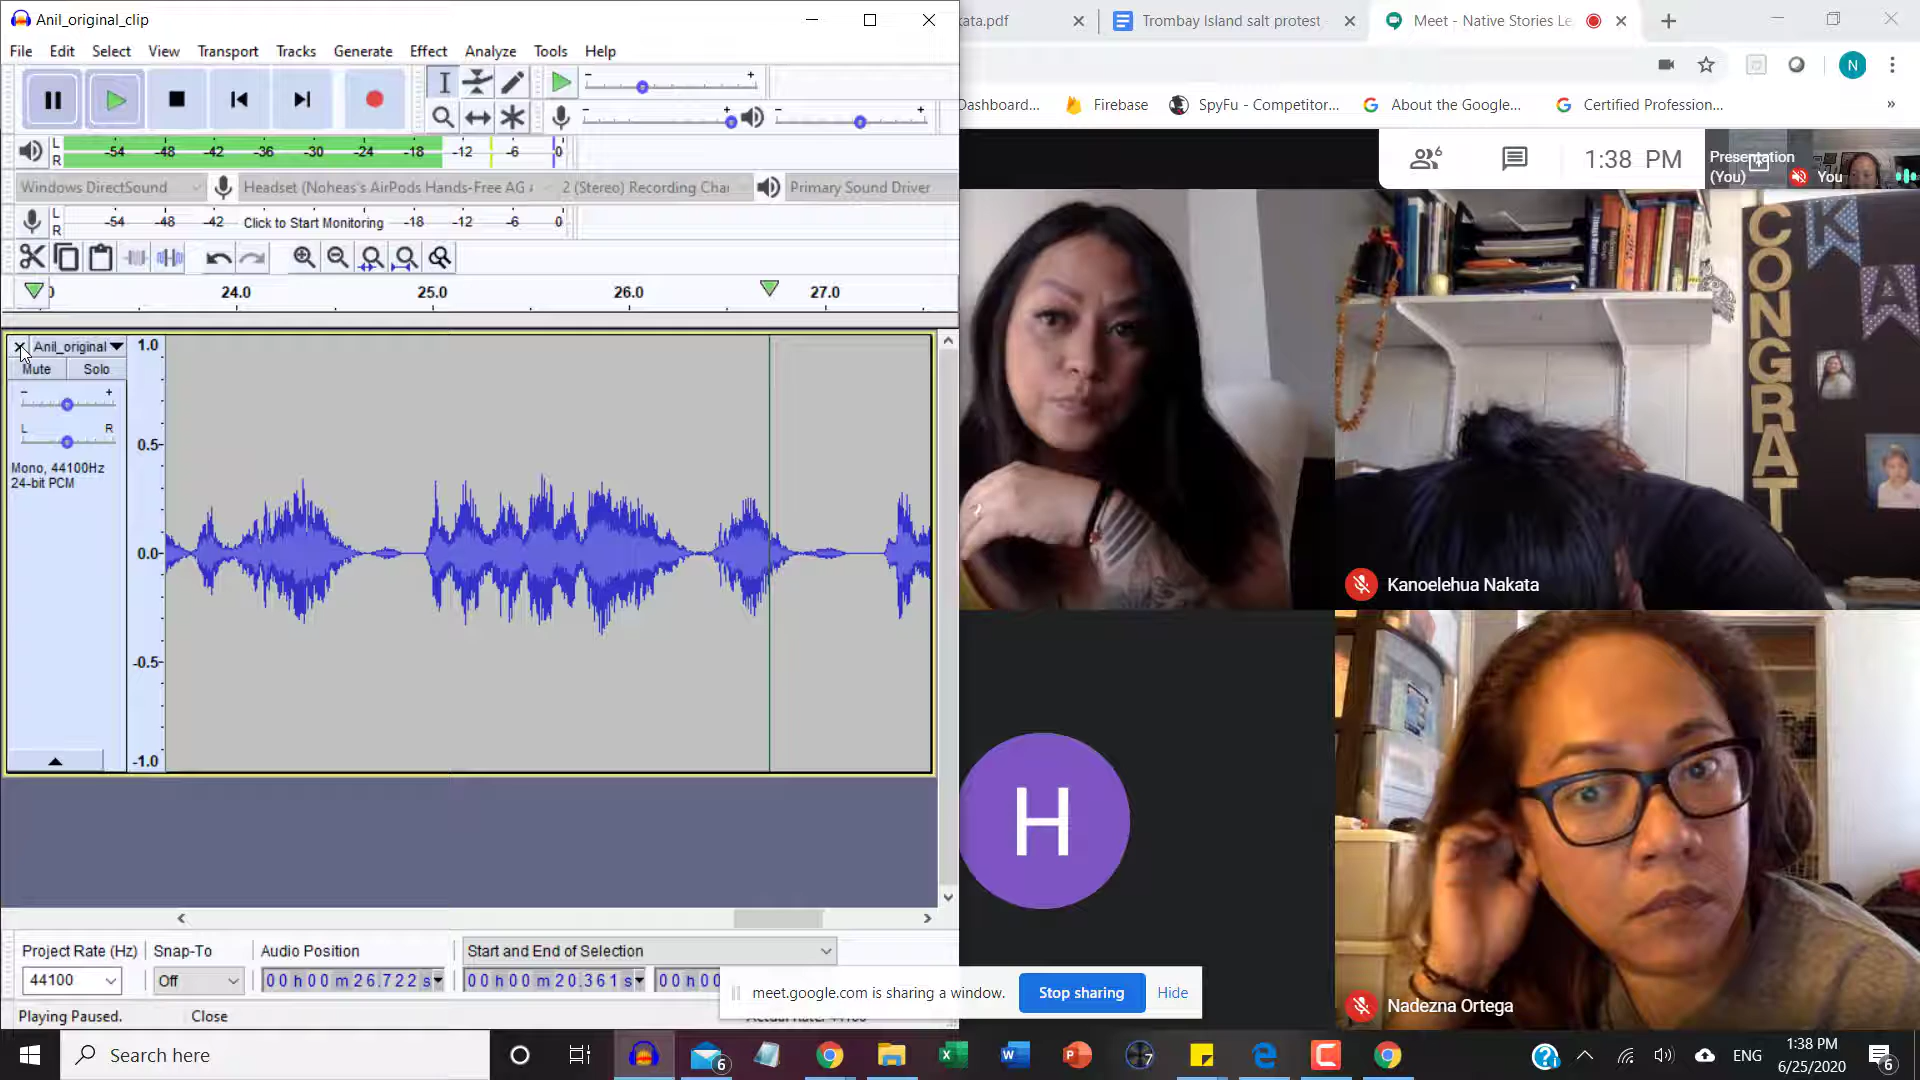 Anil_original_clip
File Edit Select View Transport Tracks Generate Effect Analyze Tools Help
L
R
-54 -48 -42 -36 -30 -24 -18 -12 -6 0
Windows DirectSound
Headset (Noheas's AirPods Hands-Free AG
2 (Stereo) Recording Cha
Primary Sound Driver
L
R
-54 -48 -42 Click to Start Monitoring -18 -12 -6 0
24.0 25.0 26.0 27.0
Anil_original
Mute Solo
- +
L R
Mono, 44100Hz
24-bit PCM
1.0
0.5
0.0
-0.5
-1.0
Project Rate (Hz) Snap-To Audio Position Start and End of Selection
44100 Off 00 h 00 m 26.722 s 00 h 00 m 20.361 s 00 h 00
Playing Paused. Close
kata.pdf
Trombay Island salt protest
Meet - Native Stories Le
N
Dashboard...
Firebase
SpyFu - Competitor...
About the Google...
Certified Profession...
»
6
1:38 PM
Presentation
(You)
You
CONGRAT
K
A
Kanoelehua Nakata
H
Nadezna Ortega
meet.google.com is sharing a window.
Stop sharing
Hide
Search here
6
7
ENG
1:38 PM
6/25/2020
6